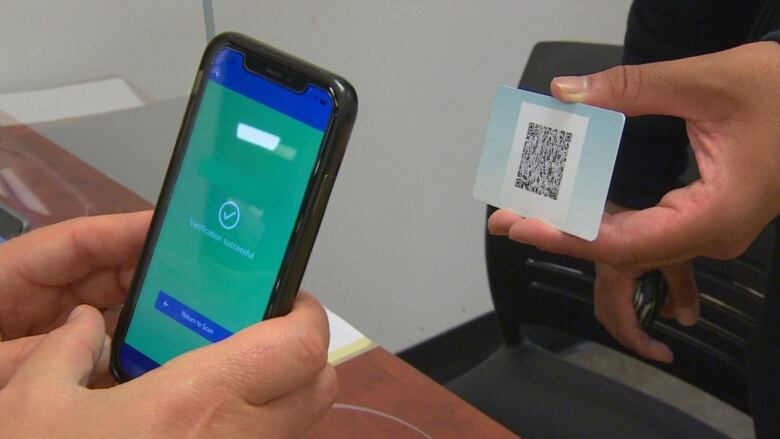 Verification successful
← Return to Scan